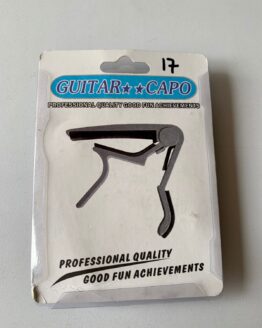 17
GUITAR★ ★CAPO
PROFESSIONAL QUALITY GOOD FUN ACHIEVEMENTS
PROFESSIONAL QUALITY
GOOD FUN ACHIEVEMENTS